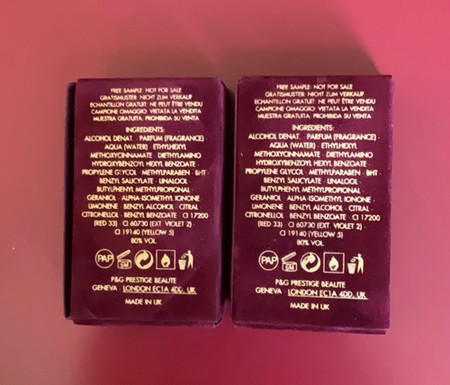 FREE SAMPLE: NOT FOR SALE
GRATISMUSTER: NICHT ZUM VERKAUF
ECHANTILLON GRATUIT: NE PEUT ÊTRE VENDU
CAMPIONE OMAGGIO: VIETATA LA VENDITA
MUESTRA GRATUITA: PROHIBIDA SU VENTA
INGREDIENTS:
ALCOHOL DENAT. · PARFUM (FRAGRANCE) ·
AQUA (WATER) · ETHYLHEXYL
METHOXYCINNAMATE · DIETHYLAMINO
HYDROXYBENZOYL HEXYL BENZOATE ·
PROPYLENE GLYCOL · METHYLPARABEN · BHT ·
BENZYL SALICYLATE · LINALOOL ·
BUTYLPHENYL METHYLPROPIONAL ·
GERANIOL · ALPHA-ISOMETHYL IONONE ·
LIMONENE · BENZYL ALCOHOL · CITRAL ·
CITRONELLOL · BENZYL BENZOATE · CI 17200
(RED 33) · CI 60730 (EXT. VIOLET 2) ·
CI 19140 (YELLOW 5)
80% VOL.
PAP
P&G PRESTIGE BEAUTE
GENEVA LONDON EC1A 4DD, UK
MADE IN UK
FREE SAMPLE: NOT FOR SALE
GRATISMUSTER: NICHT ZUM VERKAUF
ECHANTILLON GRATUIT: NE PEUT ÊTRE VENDU
CAMPIONE OMAGGIO: VIETATA LA VENDITA
MUESTRA GRATUITA: PROHIBIDA SU VENTA
INGREDIENTS:
ALCOHOL DENAT. · PARFUM (FRAGRANCE) ·
AQUA (WATER) · ETHYLHEXYL
METHOXYCINNAMATE · DIETHYLAMINO
HYDROXYBENZOYL HEXYL BENZOATE ·
PROPYLENE GLYCOL · METHYLPARABEN · BHT ·
BENZYL SALICYLATE · LINALOOL ·
BUTYLPHENYL METHYLPROPIONAL ·
GERANIOL · ALPHA-ISOMETHYL IONONE ·
LIMONENE · BENZYL ALCOHOL · CITRAL ·
CITRONELLOL · BENZYL BENZOATE · CI 17200
(RED 33) · CI 60730 (EXT. VIOLET 2) ·
CI 19140 (YELLOW 5)
80% VOL.
PAP
P&G PRESTIGE BEAUTE
GENEVA LONDON EC1A 4DD, UK
MADE IN UK